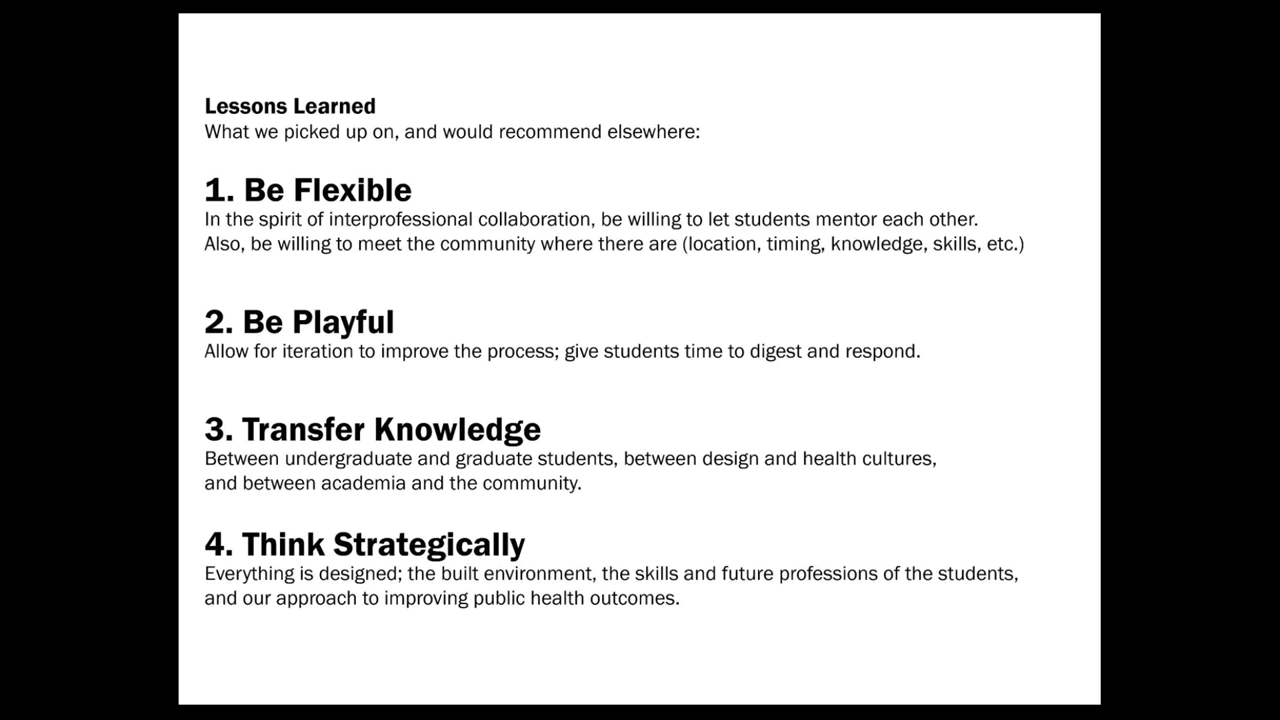 Lessons Learned
What we picked up on, and would recommend elsewhere:
1. Be Flexible
In the spirit of interprofessional collaboration, be willing to let students mentor each other.
Also, be willing to meet the community where there are (location, timing, knowledge, skills, etc.)
2. Be Playful
Allow for iteration to improve the process; give students time to digest and respond.
3. Transfer Knowledge
Between undergraduate and graduate students, between design and health cultures,
and between academia and the community.
4. Think Strategically
Everything is designed; the built environment, the skills and future professions of the students,
and our approach to improving public health outcomes.